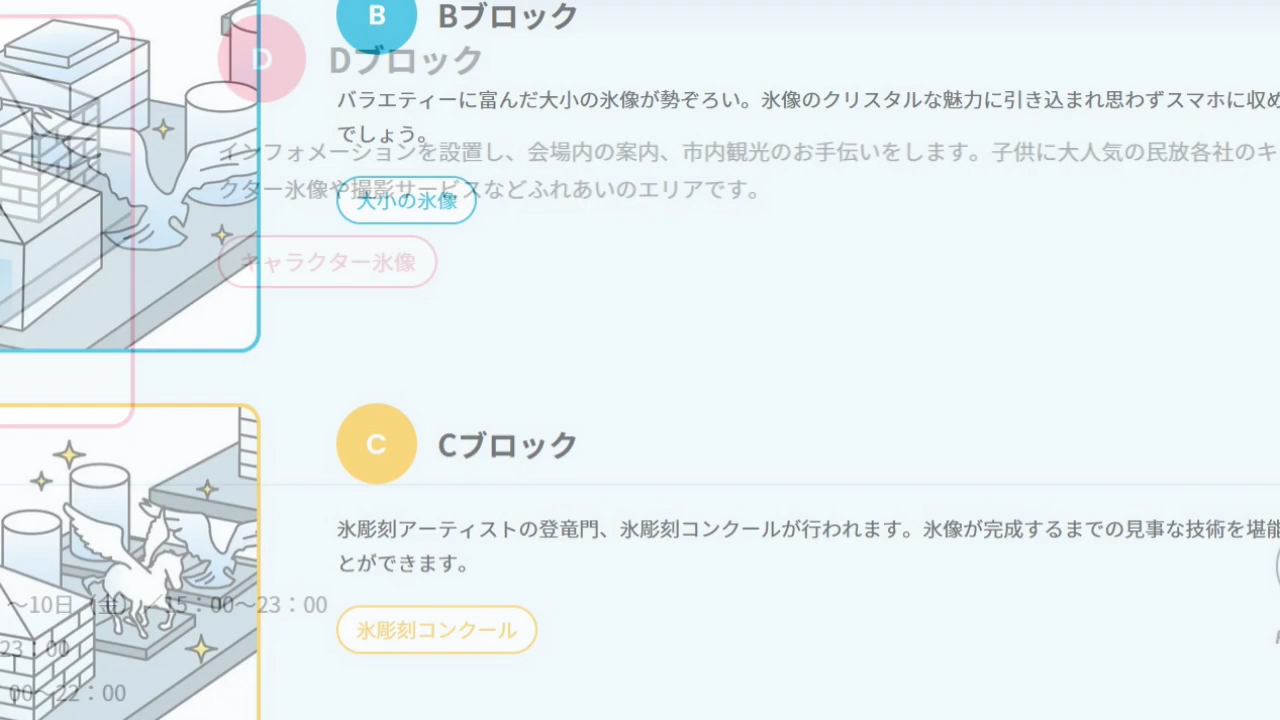 B
Bブロック
D
Dブロック
バラエティーに富んだ大小の氷像が勢ぞろい。氷像のクリスタルな魅力に引き込まれ思わずスマホに収め
でしょう。
インフォメーションを設置し、会場内の案内、市内観光のお手伝いをします。子供に大人気の民放各社のキ
クター氷像や撮影サービスなどふれあいのエリアです。
大小の氷像
キャラクター氷像
C
Cブロック
氷彫刻アーティストの登竜門、氷彫刻コンクールが行われます。氷像が完成するまでの見事な技術を堪能
とができます。
〜10日（金）／15：00〜23：00
氷彫刻コンクール
23：00
00〜22：00